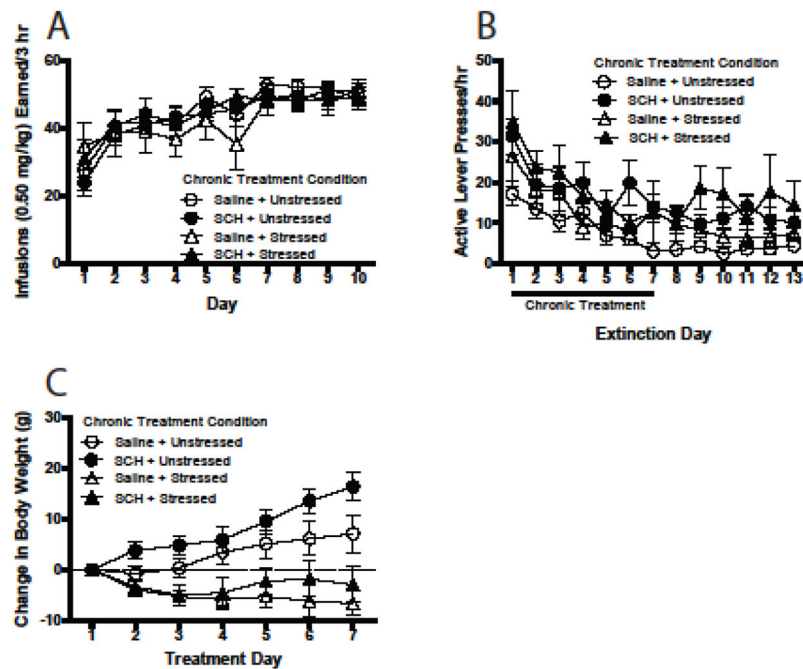 A
Infusions (0.50 mg/kg) Earned/3 hr
60
40
20
0
Chronic Treatment Condition
Saline + Unstressed
SCH + Unstressed
Saline + Stressed
SCH + Stressed
1 2 3 4 5 6 7 8 9 10
Day
B
Active Lever Presses/hr
50
40
30
20
10
0
Chronic Treatment Condition
Saline + Unstressed
SCH + Unstressed
Saline + Stressed
SCH + Stressed
1 2 3 4 5 6 7 8 9 10 11 12 13
Chronic Treatment
Extinction Day
C
Change in Body Weight (g)
30
20
10
0
-10
Chronic Treatment Condition
Saline + Unstressed
SCH + Unstressed
Saline + Stressed
SCH + Stressed
1 2 3 4 5 6 7
Treatment Day